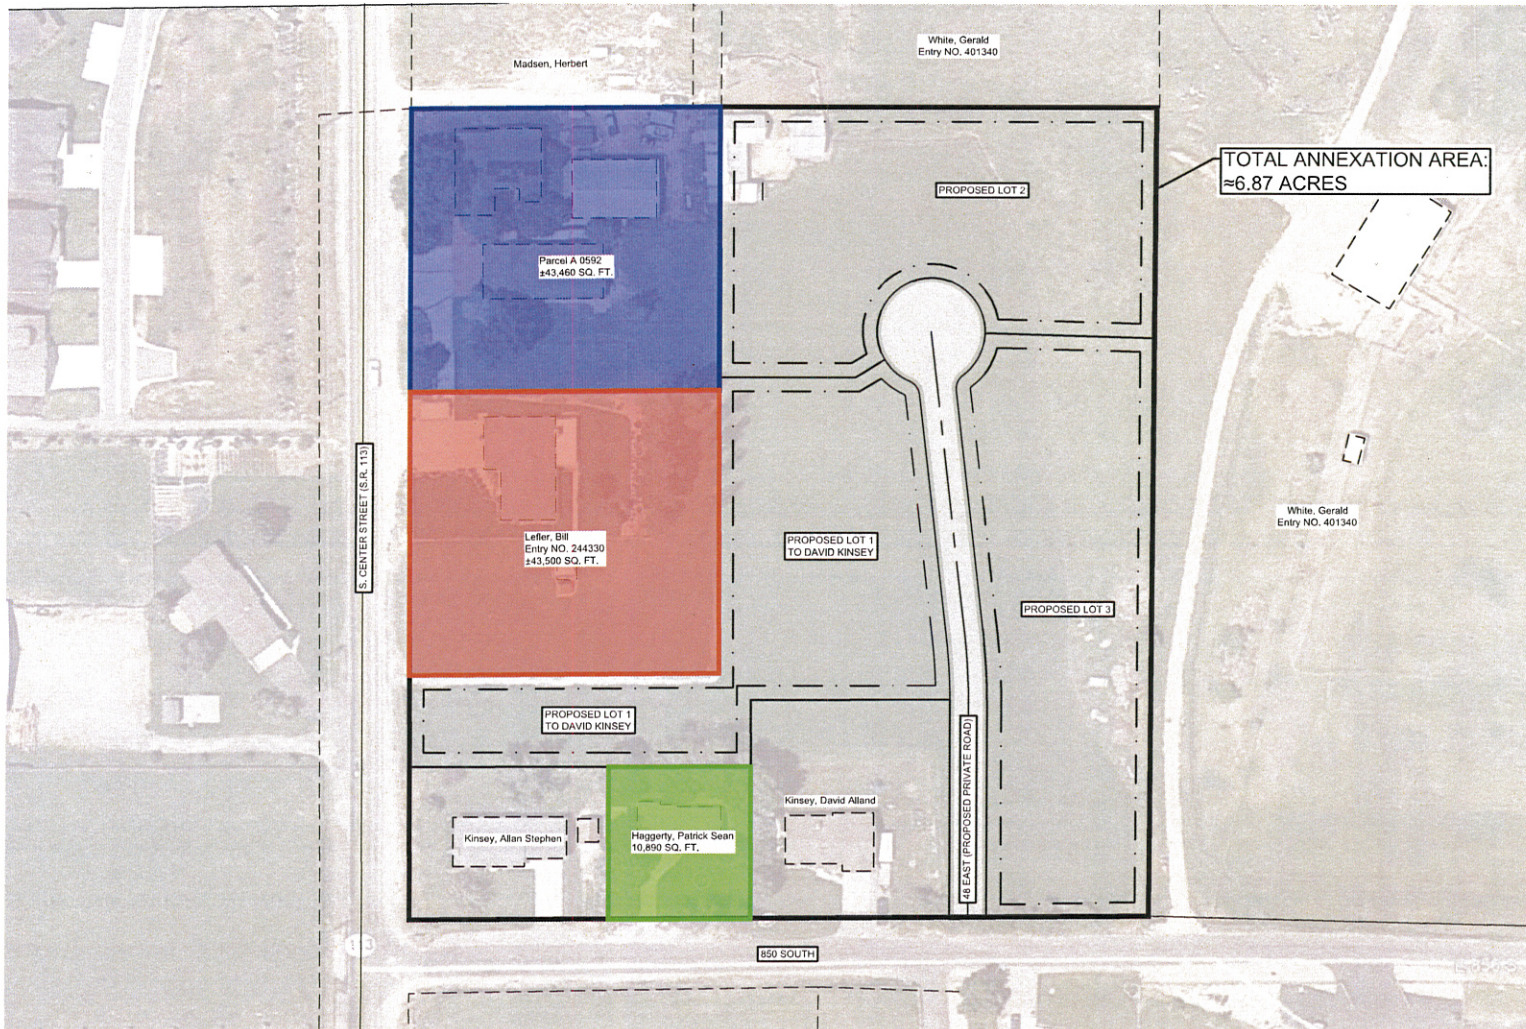 White, Gerald
Entry NO. 401340
Madsen, Herbert
TOTAL ANNEXATION AREA:
≈6.87 ACRES
PROPOSED LOT 2
Parcel A 0592
±43,460 SQ. FT.
S. CENTER STREET (S.R. 113)
Lefler, Bill
Entry NO. 244330
±43,500 SQ. FT.
PROPOSED LOT 1
TO DAVID KINSEY
White, Gerald
Entry NO. 401340
PROPOSED LOT 3
PROPOSED LOT 1
TO DAVID KINSEY
48 EAST (PROPOSED PRIVATE ROAD)
Kinsey, David Alland
Kinsey, Allan Stephen
Haggerty, Patrick Sean
10,890 SQ. FT.
113
850 SOUTH